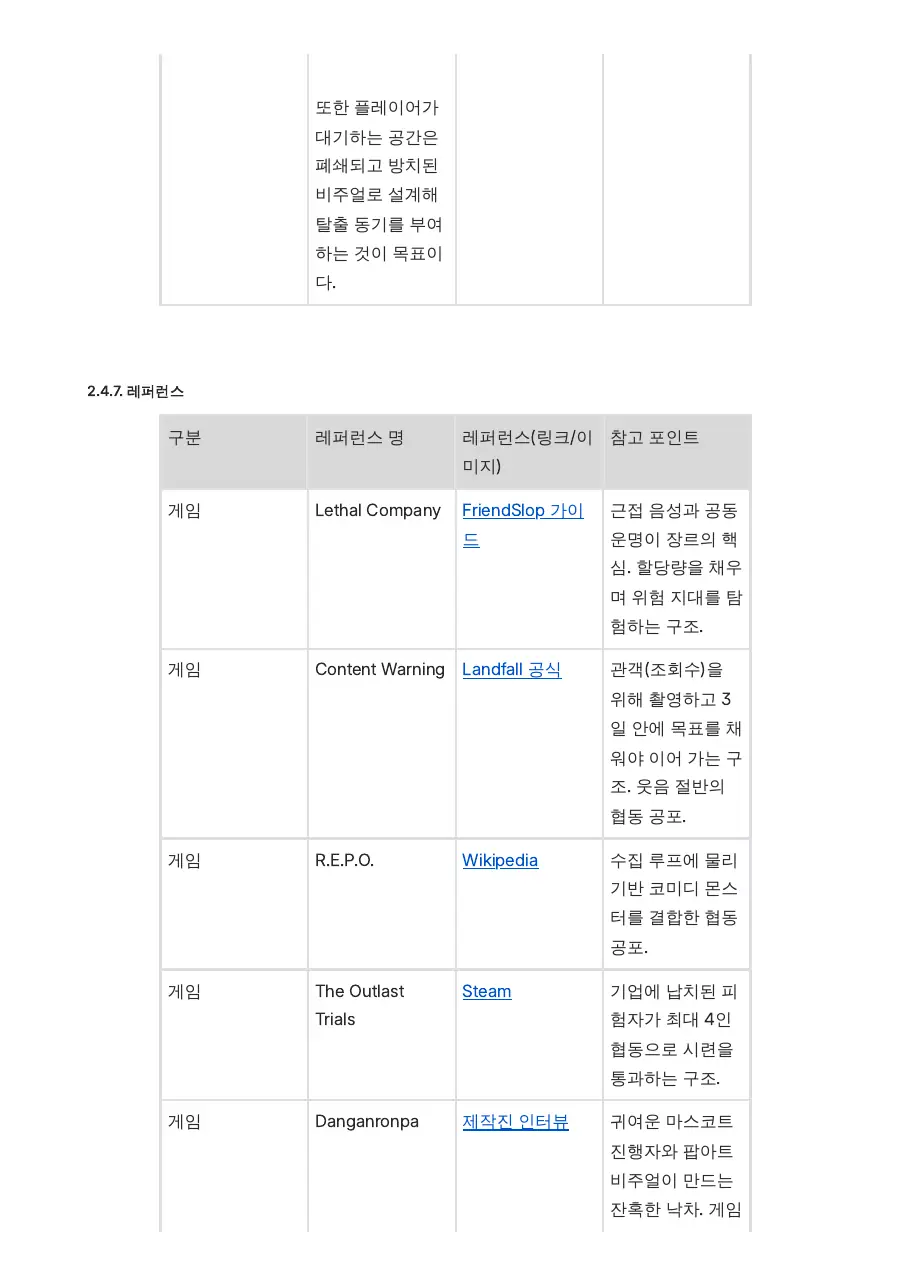 또한 플레이어가
대기하는 공간은
폐쇄되고 방치된
비주얼로 설계해
탈출 동기를 부여
하는 것이 목표이
다.
2.4.7. 레퍼런스
구분
레퍼런스 명
레퍼런스(링크/이
미지)
참고 포인트
게임
Lethal Company
FriendSlop 가이
드
근접 음성과 공동
운명이 장르의 핵
심. 할당량을 채우
며 위험 지대를 탐
험하는 구조.
게임
Content Warning
Landfall 공식
관객(조회수)을
위해 촬영하고 3
일 안에 목표를 채
워야 이어 가는 구
조. 웃음 절반의
협동 공포.
게임
R.E.P.O.
Wikipedia
수집 루프에 물리
기반 코미디 몬스
터를 결합한 협동
공포.
게임
The Outlast
Trials
Steam
기업에 납치된 피
험자가 최대 4인
협동으로 시련을
통과하는 구조.
게임
Danganronpa
제작진 인터뷰
귀여운 마스코트
진행자와 팝아트
비주얼이 만드는
잔혹한 낙차. 게임